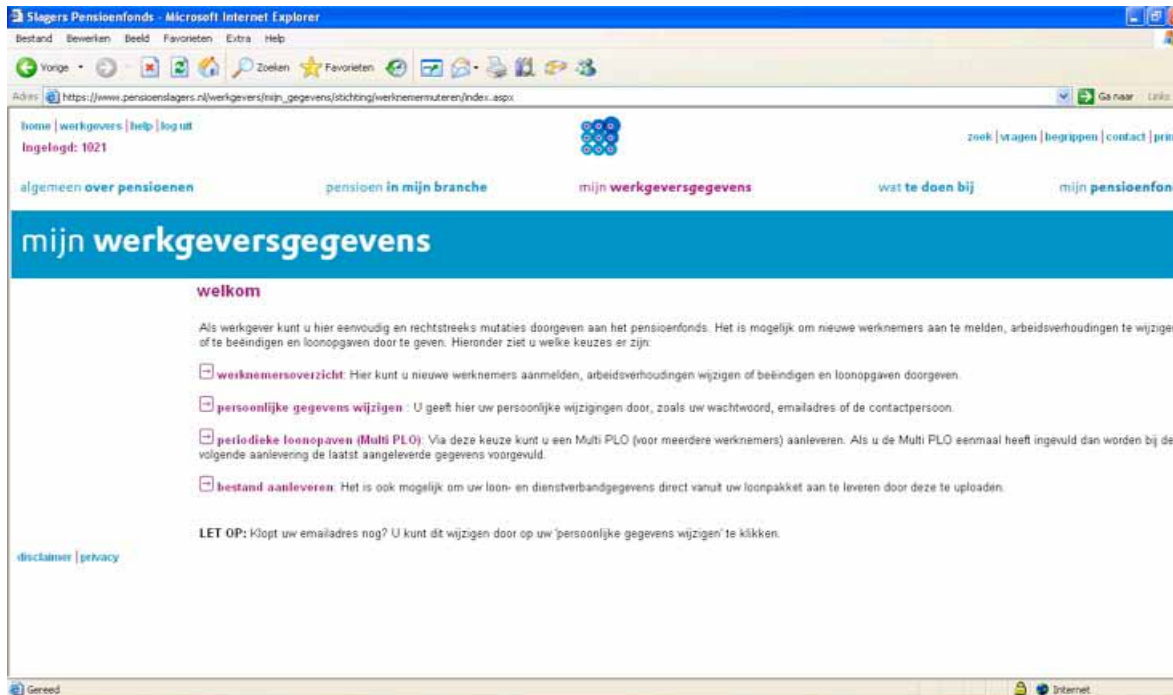 Slagers Pensioenfonds - Microsoft Internet Explorer
Bestand Bewerken Beeld Favorieten Extra Help
Vorige Zoeken Favorieten
Adres https://www.pensioenslagers.nl/werkgevers/mijn_gegevens/stichting/werknemermuteren/index.aspx Ga naar Links
home | werkgevers | help | log uit
Ingelogd: 1021
zoek | vragen | begrippen | contact | prin
algemeen over pensioenen pensioen in mijn branche mijn werkgeversgegevens wat te doen bij mijn pensioenfon
mijn werkgeversgegevens
welkom
Als werkgever kunt u hier eenvoudig en rechtstreeks mutaties doorgeven aan het pensioenfonds. Het is mogelijk om nieuwe werknemers aan te melden, arbeidsverhoudingen te wijzigen
of te beëindigen en loonopgaven door te geven. Hieronder ziet u welke keuzes er zijn:
werknemersoverzicht: Hier kunt u nieuwe werknemers aanmelden, arbeidsverhoudingen wijzigen of beëindigen en loonopgaven doorgeven.
persoonlijke gegevens wijzigen : U geeft hier uw persoonlijke wijzigingen door, zoals uw wachtwoord, emailadres of de contactpersoon.
periodieke loonopaven (Multi PLO): Via deze keuze kunt u een Multi PLO (voor meerdere werknemers) aanleveren. Als u de Multi PLO eenmaal heeft ingevuld dan worden bij de
volgende aanlevering de laatst aangeleverde gegevens voorgevuld.
bestand aanleveren: Het is ook mogelijk om uw loon- en dienstverbandgegevens direct vanuit uw loonpakket aan te leveren door deze te uploaden.
LET OP: Klopt uw emailadres nog? U kunt dit wijzigen door op uw 'persoonlijke gegevens wijzigen' te klikken.
disclaimer | privacy
Gereed Internet